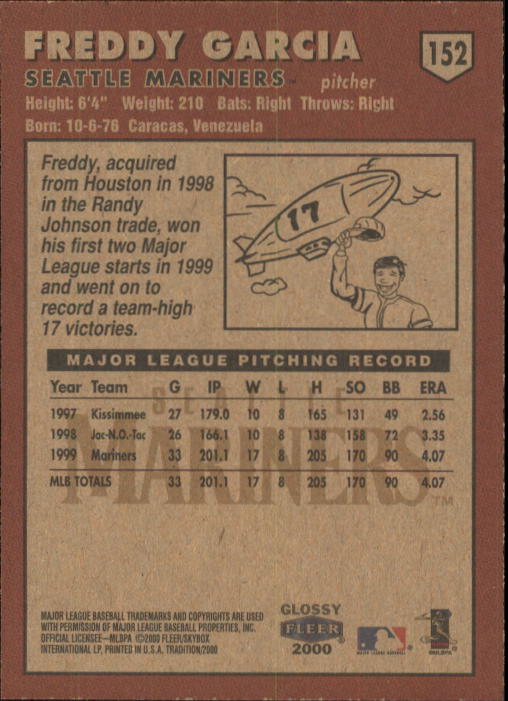 FREDDY GARCIA
152
SEATTLE MARINERS™ pitcher
Height: 6'4" Weight: 210 Bats: Right Throws: Right
Born: 10-6-76 Caracas, Venezuela
Freddy, acquired
from Houston in 1998
in the Randy
Johnson trade, won
his first two Major
League starts in 1999
and went on to
record a team-high
17 victories.
17
MAJOR LEAGUE PITCHING RECORD
Year Team G IP W L H SO BB ERA
1997 Kissimmee 27 179.0 10 8 165 131 49 2.56
1998 Jac-N.O.-Tac 26 166.1 10 8 138 158 72 3.35
1999 Mariners 33 201.1 17 8 205 170 90 4.07
MLB TOTALS 33 201.1 17 8 205 170 90 4.07
SEATTLE
MARINERS™
MAJOR LEAGUE BASEBALL TRADEMARKS AND COPYRIGHTS ARE USED
WITH PERMISSION OF MAJOR LEAGUE BASEBALL PROPERTIES, INC.
OFFICIAL LICENSEE—MLBPA ©2000 FLEER/SKYBOX
INTERNATIONAL LP, PRINTED IN U.S.A. TRADITION/2000
GLOSSY
FLEER
2000
MAJOR LEAGUE BASEBALL
©MLBPA